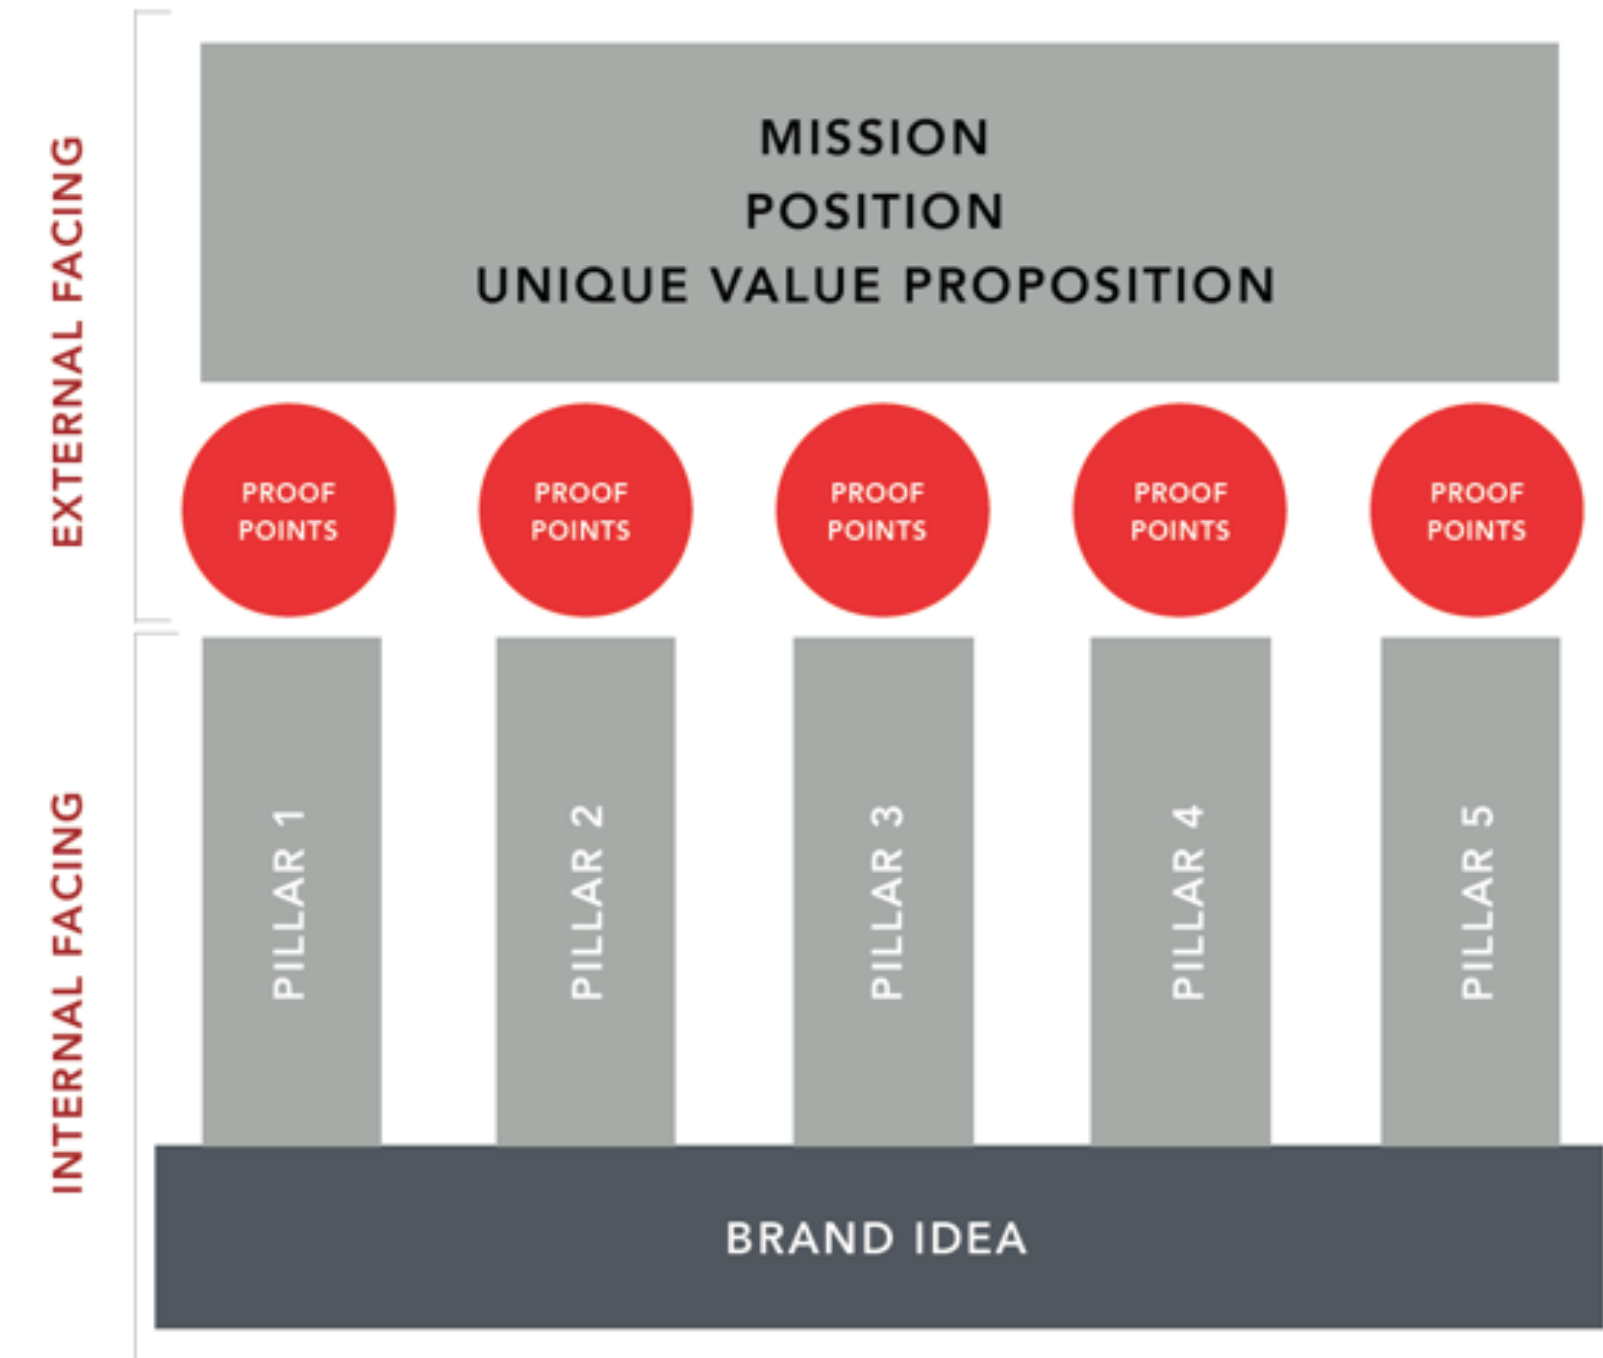 EXTERNAL FACING
MISSION
POSITION
UNIQUE VALUE PROPOSITION
PROOF
POINTS
PROOF
POINTS
PROOF
POINTS
PROOF
POINTS
PROOF
POINTS
INTERNAL FACING
PILLAR 1
PILLAR 2
PILLAR 3
PILLAR 4
PILLAR 5
BRAND IDEA